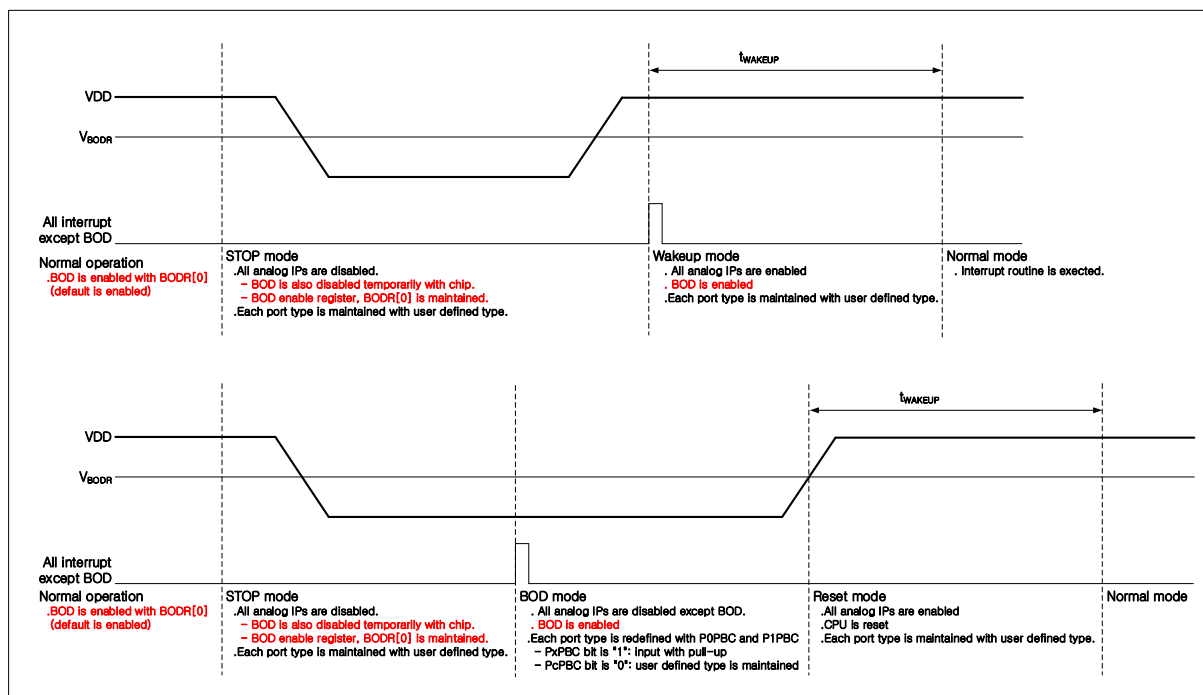 tWAKEUP
VDD
VBODR
All interrupt
except BOD
Normal operation
.BOD is enabled with BODR[0]
(default is enabled)
STOP mode
.All analog IPs are disabled.
- BOD is also disabled temporarily with chip.
- BOD enable register, BODR[0] is maintained.
.Each port type is maintained with user defined type.
Wakeup mode
. All analog IPs are enabled
. BOD is enabled
.Each port type is maintained with user defined type.
Normal mode
. Interrupt routine is exected.
tWAKEUP
VDD
VBODR
All interrupt
except BOD
Normal operation
.BOD is enabled with BODR[0]
(default is enabled)
STOP mode
.All analog IPs are disabled.
- BOD is also disabled temporarily with chip.
- BOD enable register, BODR[0] is maintained.
.Each port type is maintained with user defined type.
BOD mode
. All analog IPs are disabled except BOD.
. BOD is enabled
.Each port type is redefined with P0PBC and P1PBC
- PxPBC bit is "1": input with pull-up
- PcPBC bit is "0": user defined type is maintained
Reset mode
.All analog IPs are enabled
.CPU is reset
.Each port type is maintained with user defined type.
Normal mode